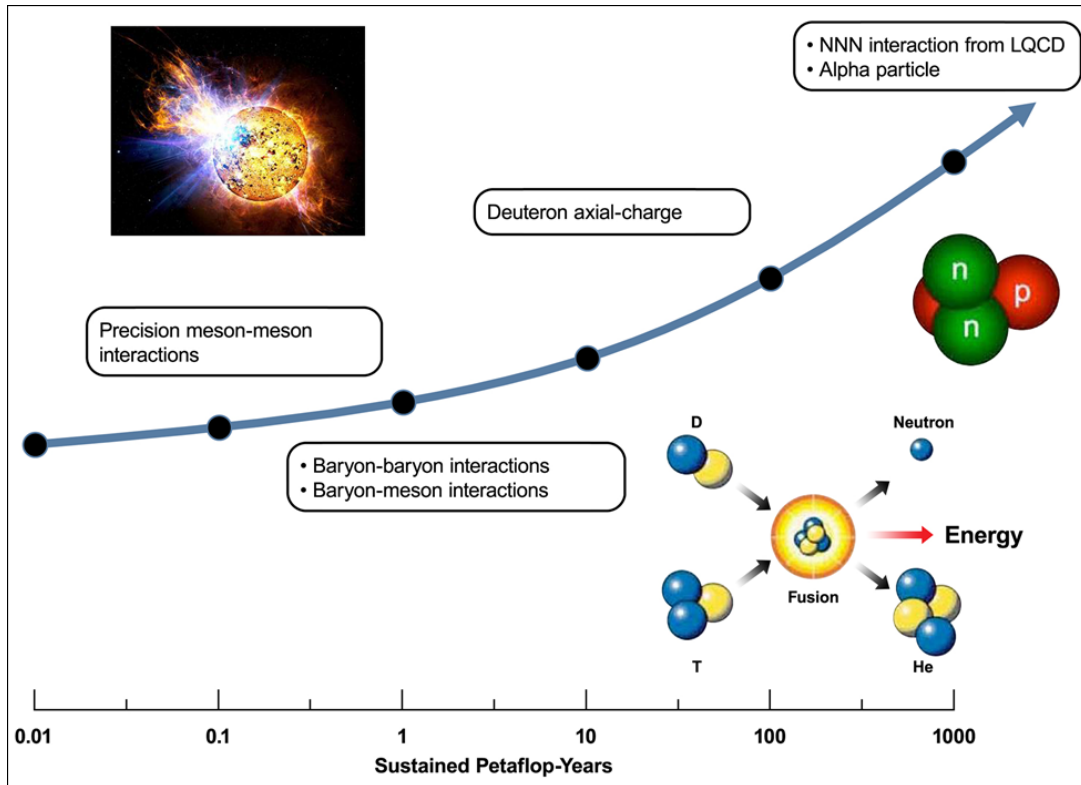 • NNN interaction from LQCD
• Alpha particle
Deuteron axial-charge
n
p
n
Precision meson-meson
interactions
• Baryon-baryon interactions
• Baryon-meson interactions
D
Neutron
Energy
Fusion
T
He
0.01 0.1 1 10 100 1000
Sustained Petaflop-Years